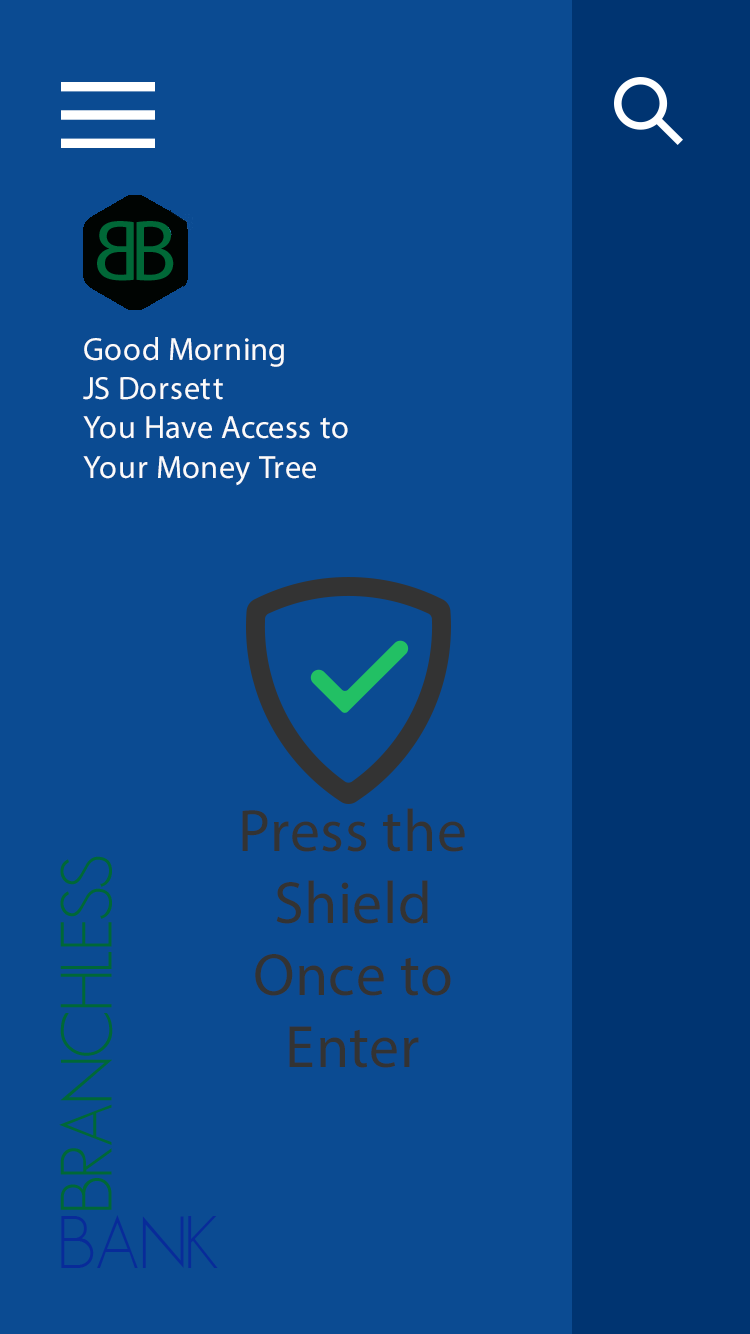 BB
Good Morning
JS Dorsett
You Have Access to
Your Money Tree
Press the
Shield
Once to
Enter
BRANCHLESS
BANK